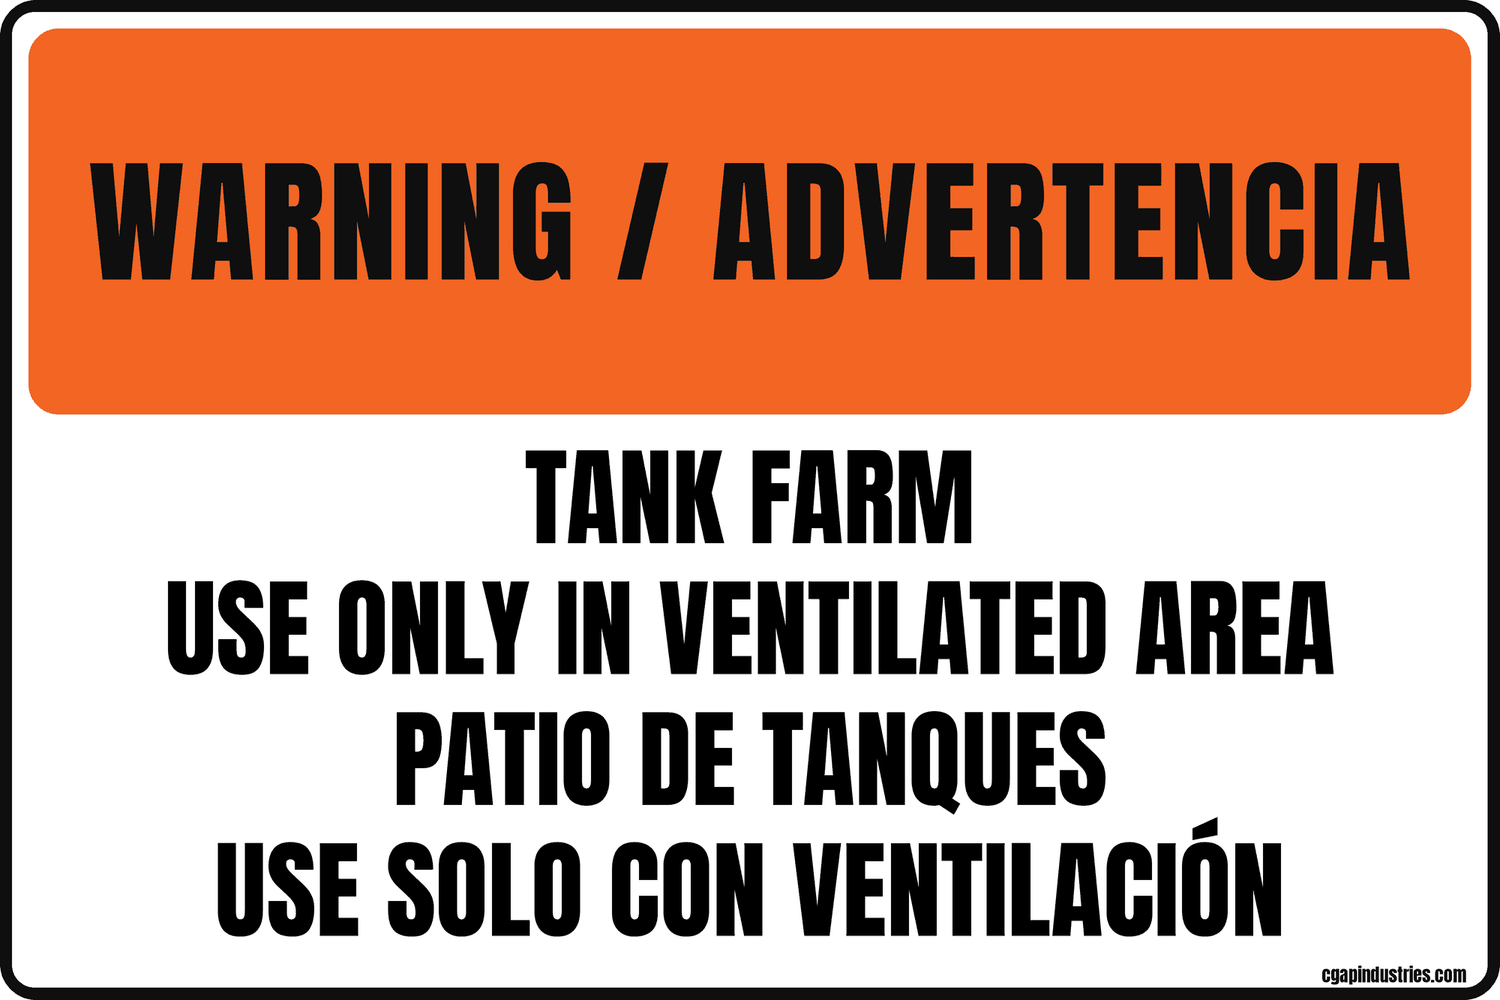 WARNING / ADVERTENCIA
TANK FARM
USE ONLY IN VENTILATED AREA
PATIO DE TANQUES
USE SOLO CON VENTILACIÓN
cgapindustries.com